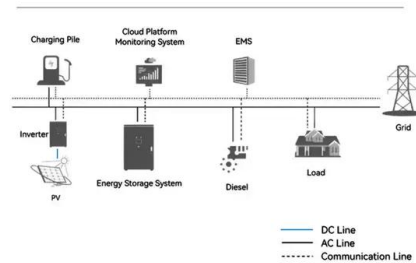 Charging Pile
Cloud Platform
Monitoring System
EMS
Grid
Inverter
PV
Energy Storage System
Diesel
Load
DC Line
AC Line
Communication Line